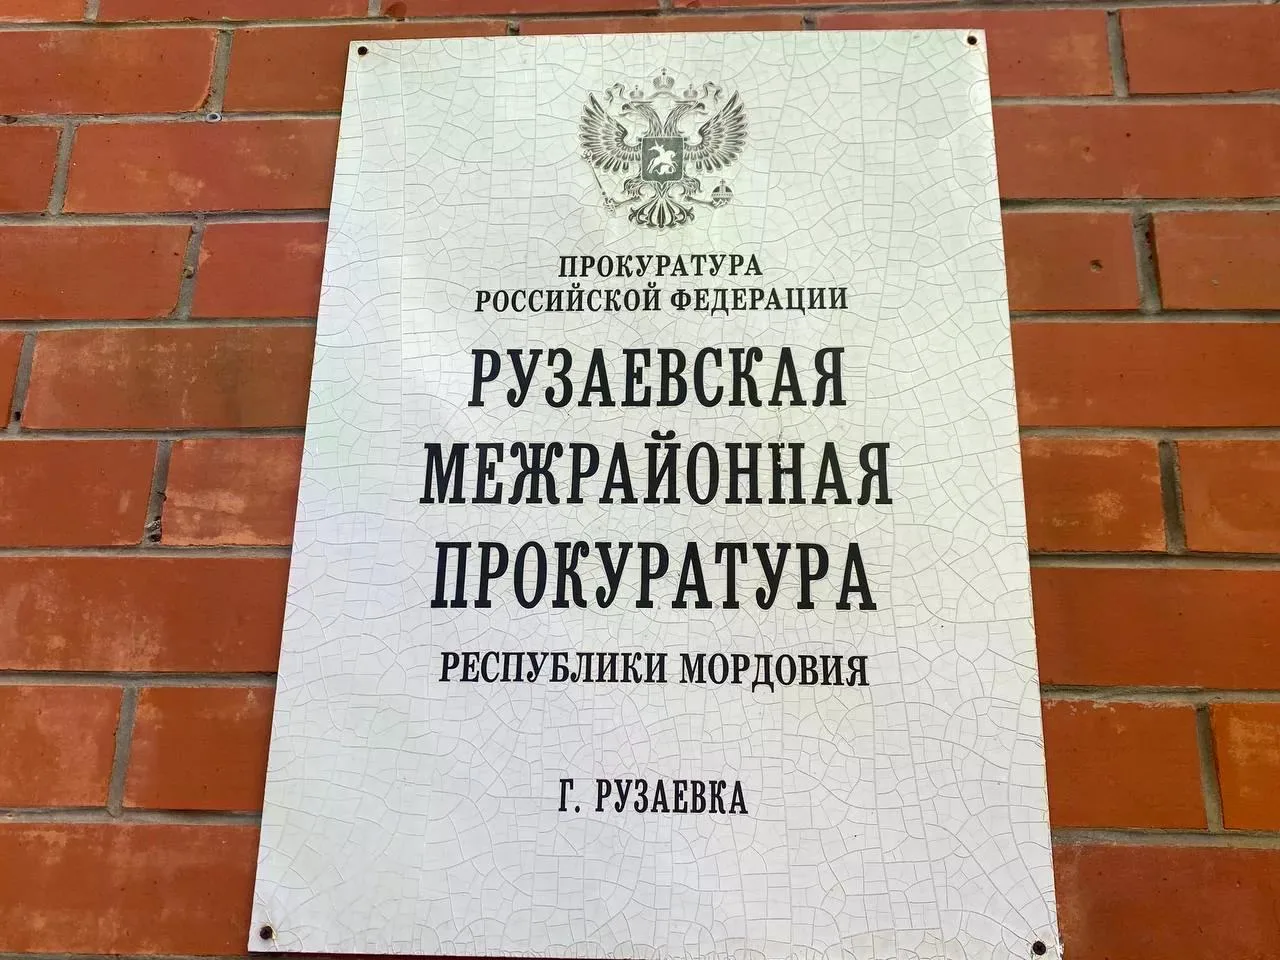 ПРОКУРАТУРА
РОССИЙСКОЙ ФЕДЕРАЦИИ
РУЗАЕВСКАЯ
МЕЖРАЙОННАЯ
ПРОКУРАТУРА
РЕСПУБЛИКИ МОРДОВИЯ
Г. РУЗАЕВКА